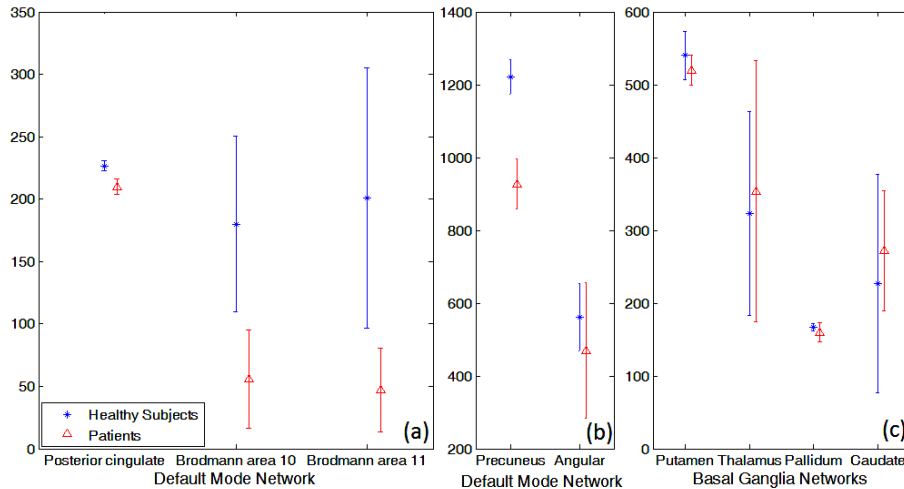 350
300
250
200
150
100
50
0
Healthy Subjects
Patients
(a)
Posterior cingulate Brodmann area 10 Brodmann area 11
Default Mode Network
1400
1200
1000
800
600
400
200
(b)
Precuneus Angular
Default Mode Network
600
500
400
300
200
100
0
(c)
Putamen Thalamus Pallidum Caudate
Basal Ganglia Networks